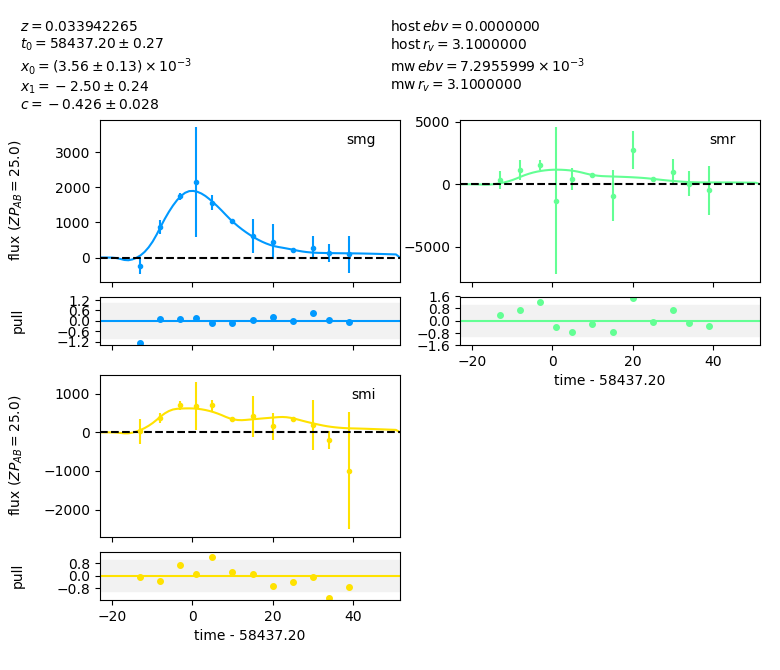 z = 0.033942265
t₀ = 58437.20 ± 0.27
x₀ = (3.56 ± 0.13) × 10⁻³
x₁ = −2.50 ± 0.24
c = −0.426 ± 0.028
host ebv = 0.0000000
host r_v = 3.1000000
mw ebv = 7.2955999 × 10⁻³
mw r_v = 3.1000000
smg
flux (ZP_AB = 25.0)
3000
2000
1000
0
smr
5000
0
−5000
pull
1.2
0.6
0.0
−0.6
−1.2
1.6
0.8
0.0
−0.8
−1.6
−20 0 20 40
time - 58437.20
smi
flux (ZP_AB = 25.0)
1000
0
−1000
−2000
pull
0.8
0.0
−0.8
−20 0 20 40
time - 58437.20